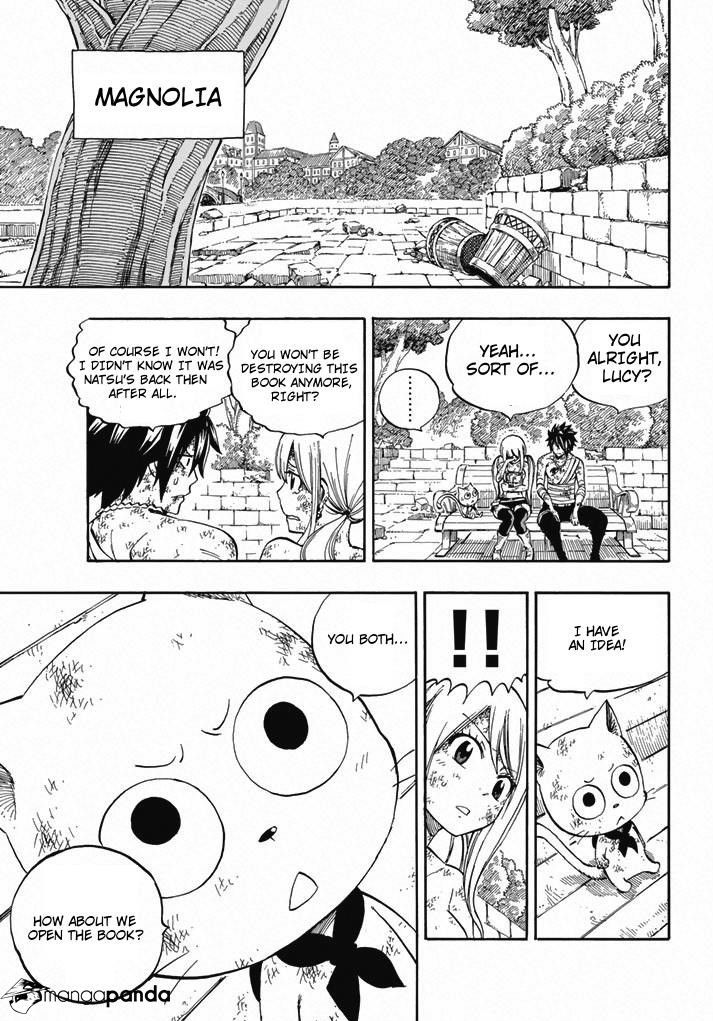 MAGNOLIA
YOU
ALRIGHT,
LUCY?
YEAH...
SORT OF...
.......
YOU WON'T BE
DESTROYING THIS
BOOK ANYMORE,
RIGHT?
OF COURSE I WON'T!
I DIDN'T KNOW IT WAS
NATSU'S BACK THEN
AFTER ALL.
I HAVE
AN IDEA!
!!
YOU BOTH...
HOW ABOUT WE
OPEN THE BOOK?
mangapanda